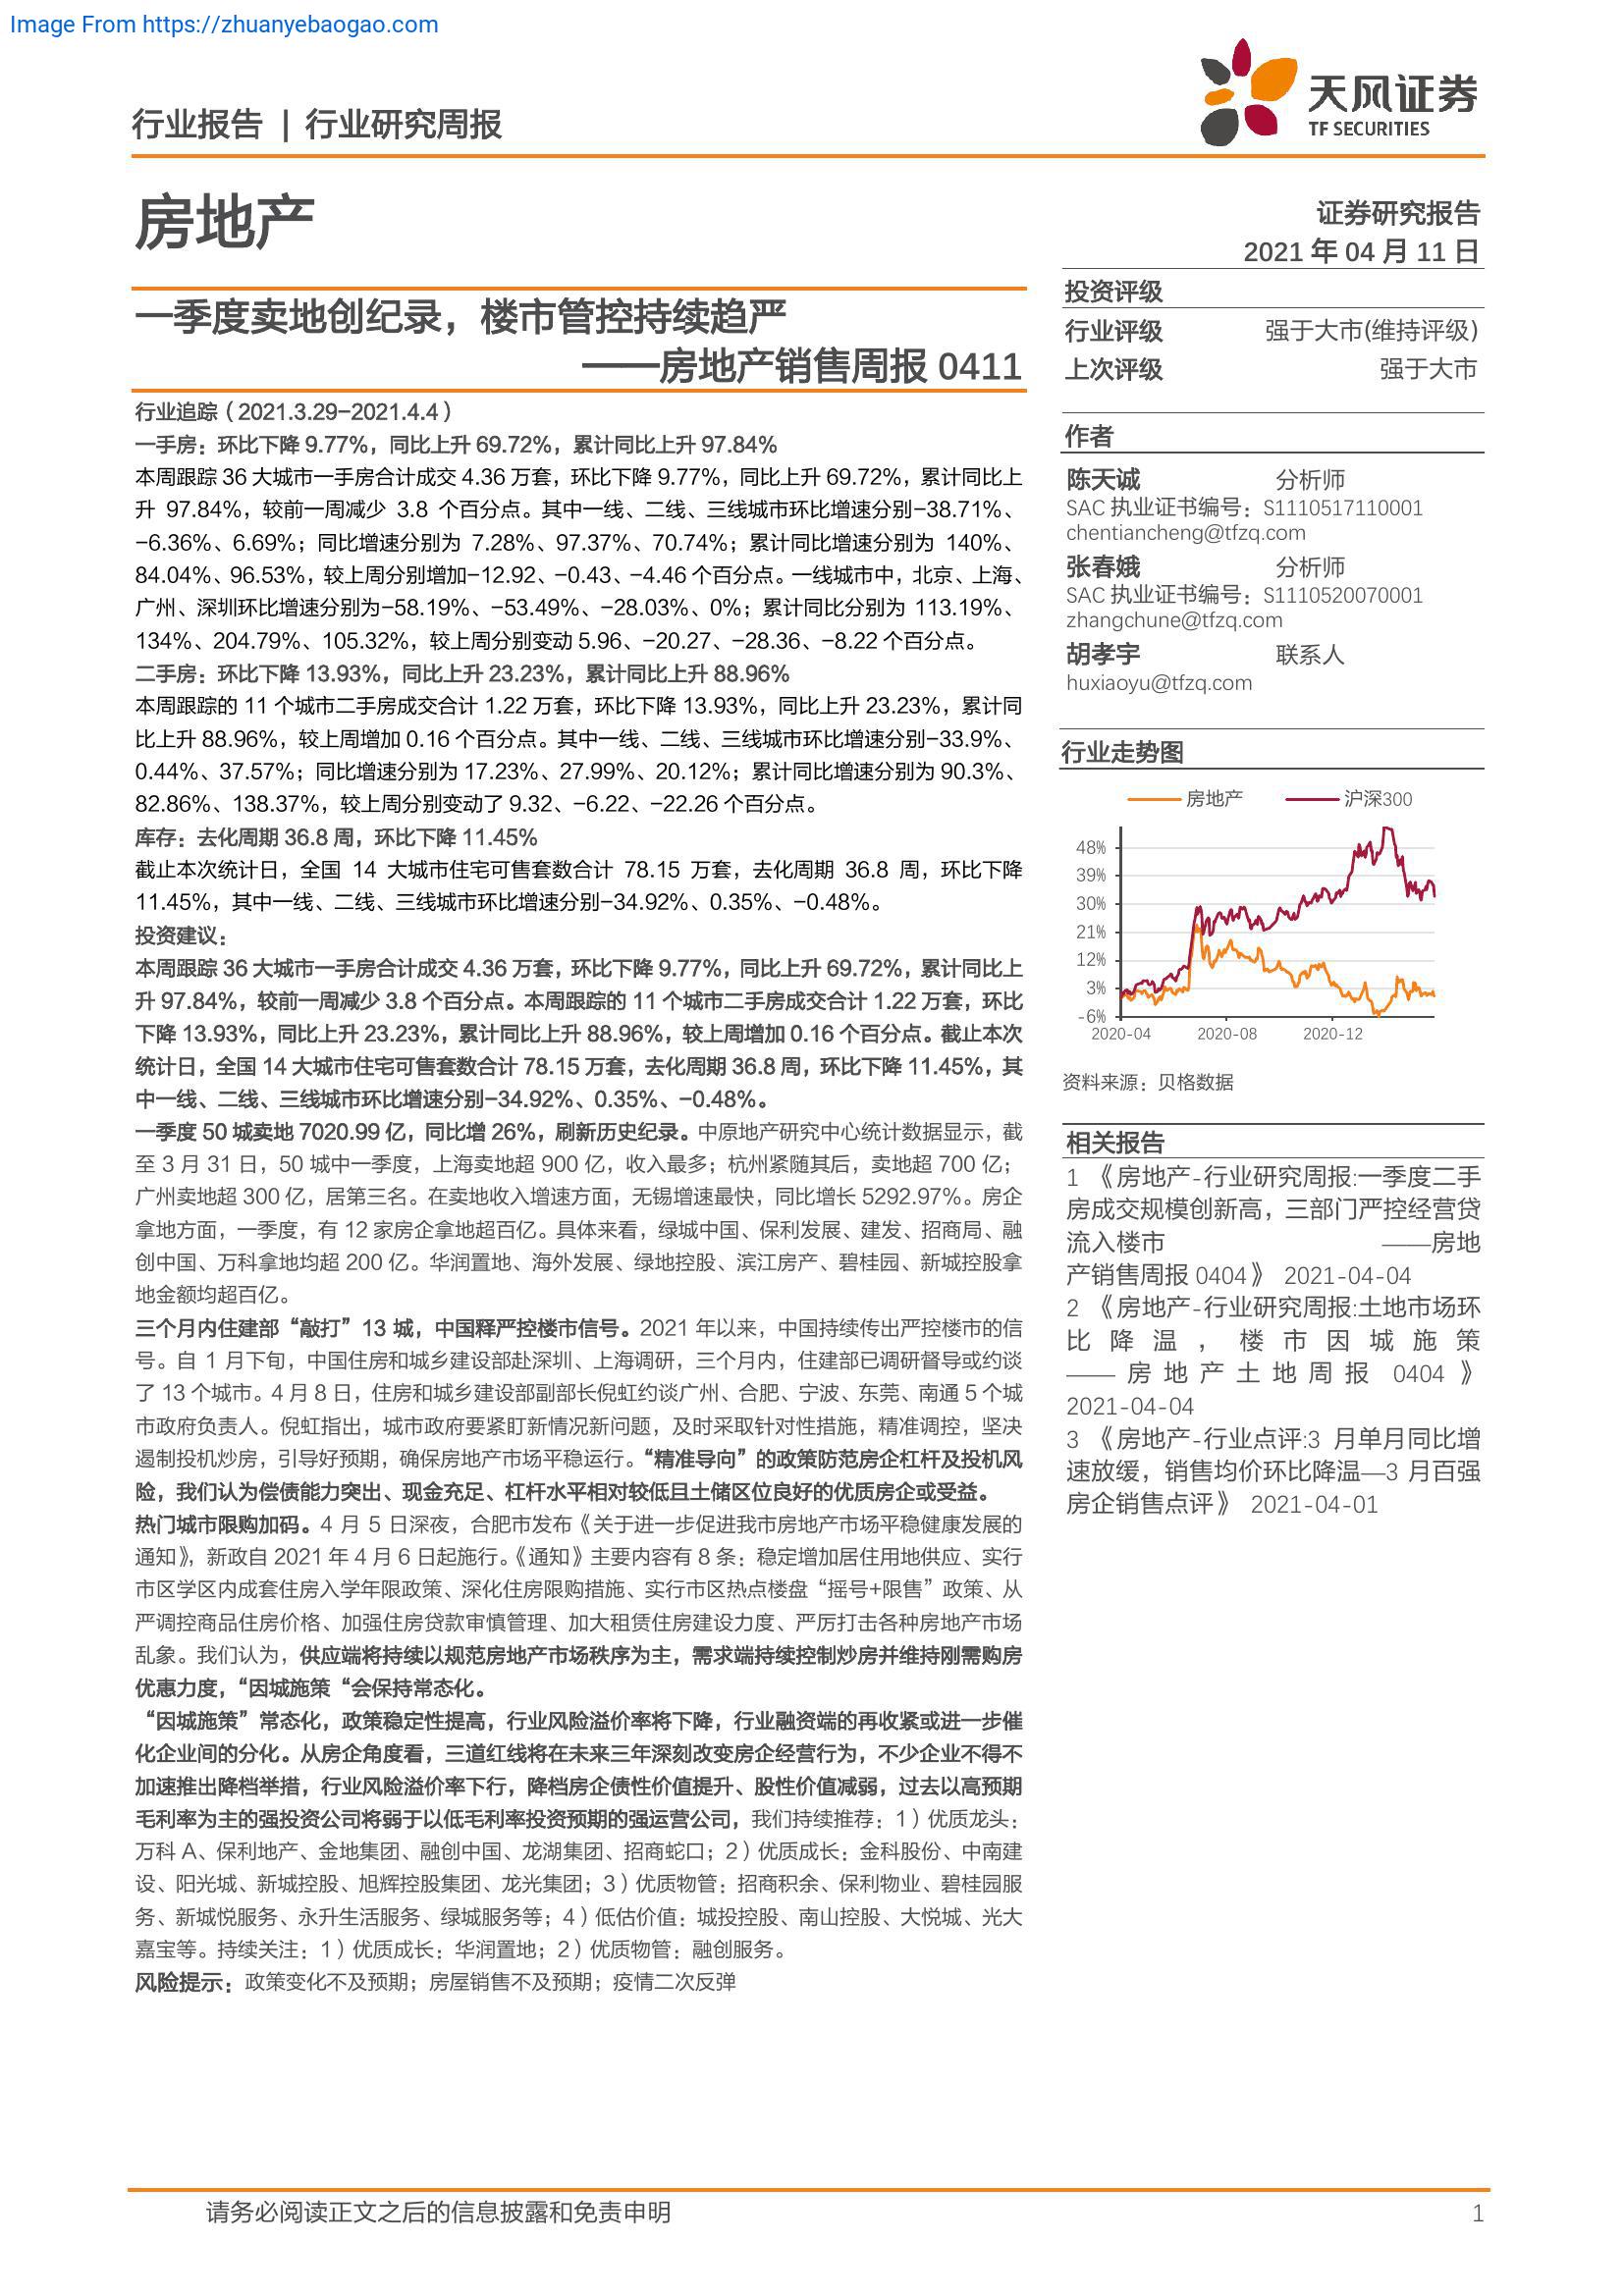 Image From https://zhuanyebaogao.com
行业报告 | 行业研究周报
天风证券
TF SECURITIES
房地产
一季度卖地创纪录，楼市管控持续趋严
——房地产销售周报 0411
行业追踪（2021.3.29-2021.4.4）
一手房：环比下降 9.77%，同比上升 69.72%，累计同比上升 97.84%
本周跟踪 36 大城市一手房合计成交 4.36 万套，环比下降 9.77%，同比上升 69.72%，累计同比上
升 97.84%，较前一周减少 3.8 个百分点。其中一线、二线、三线城市环比增速分别-38.71%、
-6.36%、6.69%；同比增速分别为 7.28%、97.37%、70.74%；累计同比增速分别为 140%、
84.04%、96.53%，较上周分别增加-12.92、-0.43、-4.46 个百分点。一线城市中，北京、上海、
广州、深圳环比增速分别为-58.19%、-53.49%、-28.03%、0%；累计同比分别为 113.19%、
134%、204.79%、105.32%，较上周分别变动 5.96、-20.27、-28.36、-8.22 个百分点。
二手房：环比下降 13.93%，同比上升 23.23%，累计同比上升 88.96%
本周跟踪的 11 个城市二手房成交合计 1.22 万套，环比下降 13.93%，同比上升 23.23%，累计同
比上升 88.96%，较上周增加 0.16 个百分点。其中一线、二线、三线城市环比增速分别-33.9%、
0.44%、37.57%；同比增速分别为 17.23%、27.99%、20.12%；累计同比增速分别为 90.3%、
82.86%、138.37%，较上周分别变动了 9.32、-6.22、-22.26 个百分点。
库存：去化周期 36.8 周，环比下降 11.45%
截止本次统计日，全国 14 大城市住宅可售套数合计 78.15 万套，去化周期 36.8 周，环比下降
11.45%，其中一线、二线、三线城市环比增速分别-34.92%、0.35%、-0.48%。
投资建议：
本周跟踪 36 大城市一手房合计成交 4.36 万套，环比下降 9.77%，同比上升 69.72%，累计同比上
升 97.84%，较前一周减少 3.8 个百分点。本周跟踪的 11 个城市二手房成交合计 1.22 万套，环比
下降 13.93%，同比上升 23.23%，累计同比上升 88.96%，较上周增加 0.16 个百分点。截止本次
统计日，全国 14 大城市住宅可售套数合计 78.15 万套，去化周期 36.8 周，环比下降 11.45%，其
中一线、二线、三线城市环比增速分别-34.92%、0.35%、-0.48%。
一季度 50 城卖地 7020.99 亿，同比增 26%，刷新历史纪录。中原地产研究中心统计数据显示，截
至 3 月 31 日，50 城中一季度，上海卖地超 900 亿，收入最多；杭州紧随其后，卖地超 700 亿；
广州卖地超 300 亿，居第三名。在卖地收入增速方面，无锡增速最快，同比增长 5292.97%。房企
拿地方面，一季度，有 12 家房企拿地超百亿。具体来看，绿城中国、保利发展、建发、招商局、融
创中国、万科拿地均超 200 亿。华润置地、海外发展、绿地控股、滨江房产、碧桂园、新城控股拿
地金额均超百亿。
三个月内住建部“敲打”13 城，中国释严控楼市信号。2021 年以来，中国持续传出严控楼市的信
号。自 1 月下旬，中国住房和城乡建设部赴深圳、上海调研，三个月内，住建部已调研督导或约谈
了 13 个城市。4 月 8 日，住房和城乡建设部副部长倪虹约谈广州、合肥、宁波、东莞、南通 5 个城
市政府负责人。倪虹指出，城市政府要紧盯新情况新问题，及时采取针对性措施，精准调控，坚决
遏制投机炒房，引导好预期，确保房地产市场平稳运行。“精准导向”的政策防范房企杠杆及投机风
险，我们认为偿债能力突出、现金充足、杠杆水平相对较低且土储区位良好的优质房企或受益。
热门城市限购加码。4 月 5 日深夜，合肥市发布《关于进一步促进我市房地产市场平稳健康发展的
通知》，新政自 2021 年 4 月 6 日起施行。《通知》主要内容有 8 条：稳定增加居住用地供应、实行
市区学区内成套住房入学年限政策、深化住房限购措施、实行市区热点楼盘“摇号+限售”政策、从
严调控商品住房价格、加强住房贷款审慎管理、加大租赁住房建设力度、严厉打击各种房地产市场
乱象。我们认为，供应端将持续以规范房地产市场秩序为主，需求端持续控制炒房并维持刚需购房
优惠力度，“因城施策“会保持常态化。
“因城施策”常态化，政策稳定性提高，行业风险溢价率将下降，行业融资端的再收紧或进一步催
化企业间的分化。从房企角度看，三道红线将在未来三年深刻改变房企经营行为，不少企业不得不
加速推出降档举措，行业风险溢价率下行，降档房企债性价值提升、股性价值减弱，过去以高预期
毛利率为主的强投资公司将弱于以低毛利率投资预期的强运营公司，我们持续推荐：1）优质龙头：
万科 A、保利地产、金地集团、融创中国、龙湖集团、招商蛇口；2）优质成长：金科股份、中南建
设、阳光城、新城控股、旭辉控股集团、龙光集团；3）优质物管：招商积余、保利物业、碧桂园服
务、新城悦服务、永升生活服务、绿城服务等；4）低估价值：城投控股、南山控股、大悦城、光大
嘉宝等。持续关注：1）优质成长：华润置地；2）优质物管：融创服务。
风险提示：政策变化不及预期；房屋销售不及预期；疫情二次反弹
证券研究报告
2021 年 04 月 11 日
投资评级
行业评级 强于大市(维持评级)
上次评级 强于大市
作者
陈天诚 分析师
SAC 执业证书编号：S1110517110001
chentiancheng@tfzq.com
张春娥 分析师
SAC 执业证书编号：S1110520070001
zhangchune@tfzq.com
胡孝宇 联系人
huxiaoyu@tfzq.com
行业走势图
房地产 沪深300
48%
39%
30%
21%
12%
3%
-6%
2020-04 2020-08 2020-12
资料来源：贝格数据
相关报告
1 《房地产-行业研究周报:一季度二手
房成交规模创新高，三部门严控经营贷
流入楼市 ——房地
产销售周报 0404》 2021-04-04
2 《房地产-行业研究周报:土地市场环
比降温，楼市因城施策
——房地产土地周报 0404》
2021-04-04
3 《房地产-行业点评:3 月单月同比增
速放缓，销售均价环比降温—3 月百强
房企销售点评》 2021-04-01
请务必阅读正文之后的信息披露和免责申明 1